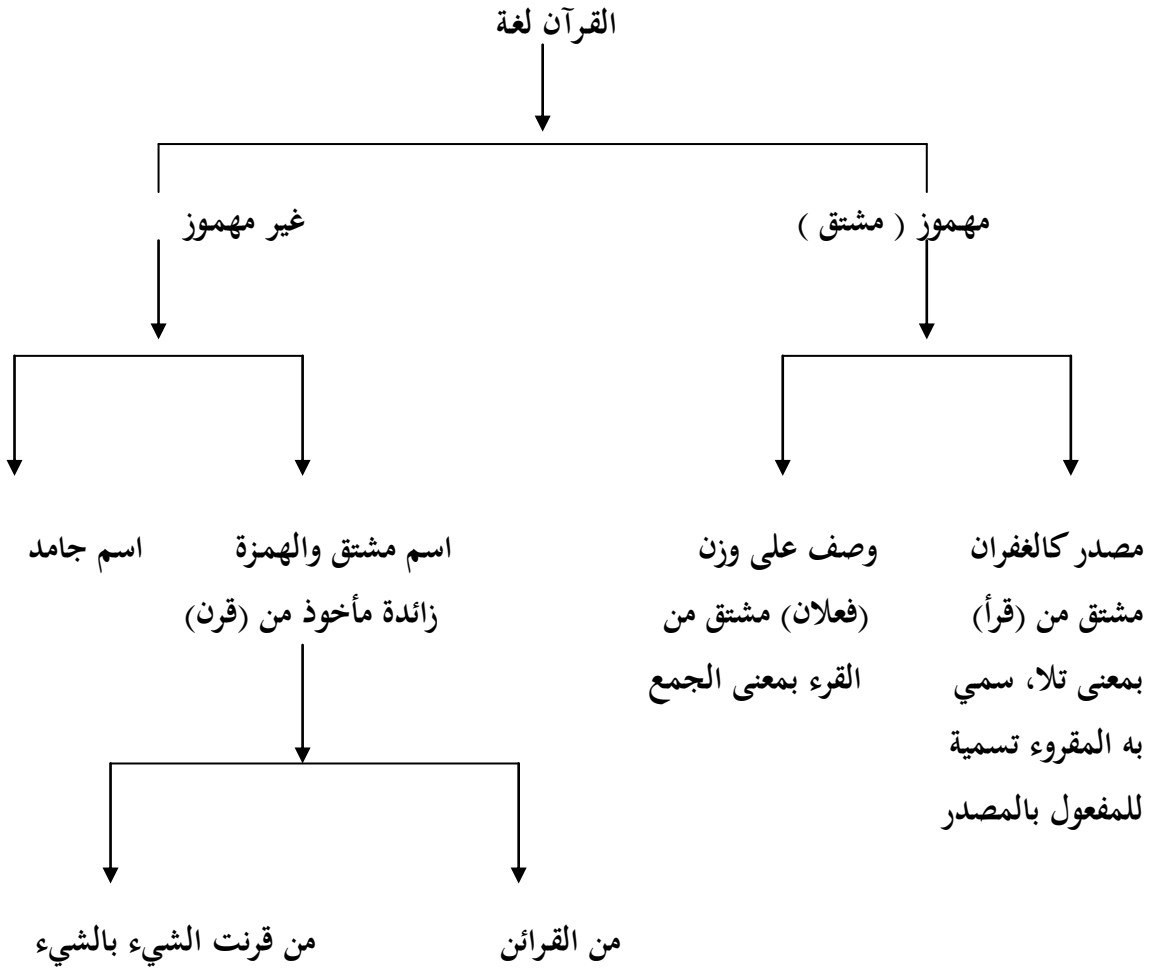 القرآن لغة
مهموز ( مشتق )
غير مهموز
مصدر كالغفران
مشتق من (قرأ)
بمعنى تلا، سمي
به المقروء تسمية
للمفعول بالمصدر
وصف على وزن
(فعلان) مشتق من
القرء بمعنى الجمع
اسم مشتق والهمزة
زائدة مأخوذ من (قرن)
اسم جامد
من القرائن
من قرنت الشيء بالشيء